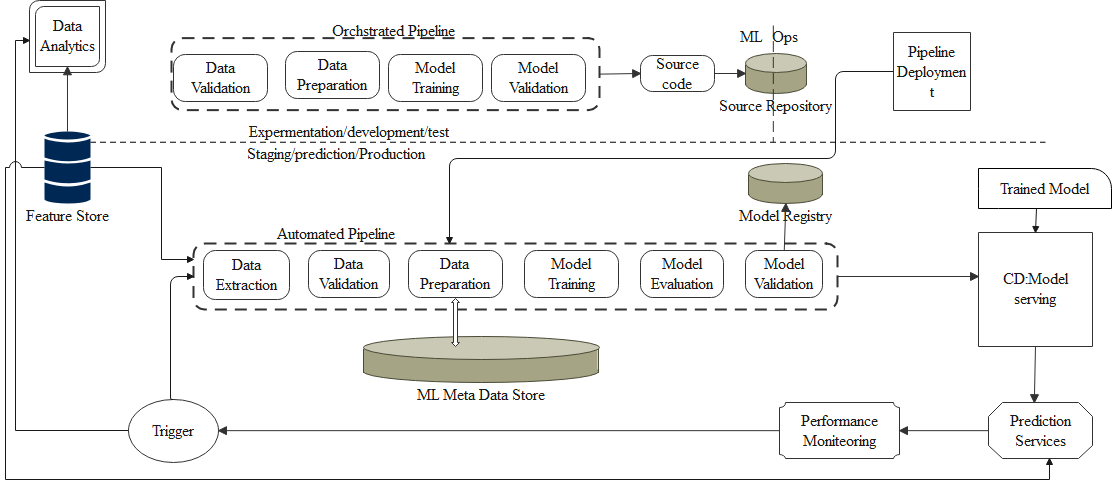 Data
Analytics
Orchstrated Pipeline
Data
Validation
Data
Preparation
Model
Training
Model
Validation
Source
code
ML Ops
Source Repository
Pipeline
Deploymen
t
Expermentation/development/test
Staging/prediction/Production
Feature Store
Model Registry
Trained Model
Automated Pipeline
Data
Extraction
Data
Validation
Data
Preparation
Model
Training
Model
Evaluation
Model
Validation
CD:Model
serving
ML Meta Data Store
Trigger
Performance
Moniteoring
Prediction
Services